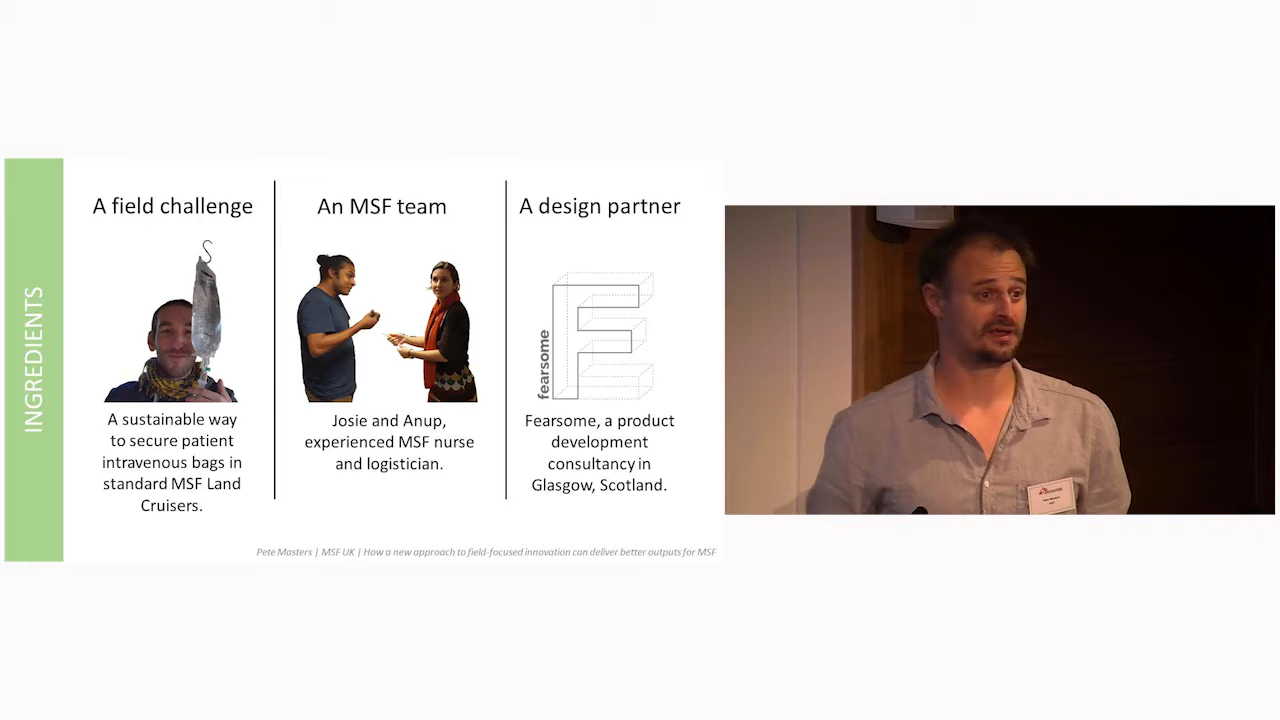 INGREDIENTS
A field challenge
An MSF team
A design partner
fearsome
A sustainable way
to secure patient
intravenous bags in
standard MSF Land
Cruisers.
Josie and Anup,
experienced MSF nurse
and logistician.
Fearsome, a product
development
consultancy in
Glasgow, Scotland.
Pete Masters | MSF UK | How a new approach to field-focused innovation can deliver better outputs for MSF